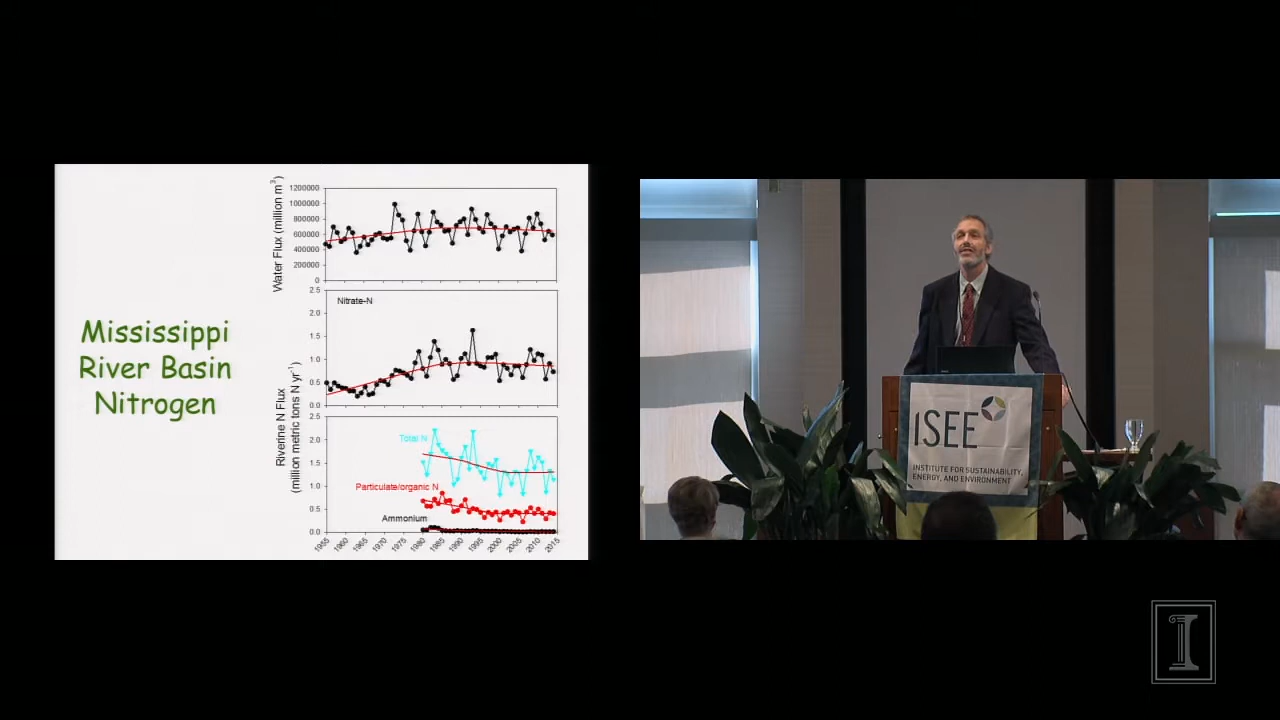 Mississippi
River Basin
Nitrogen
Water Flux (million m³)
1200000
1000000
800000
600000
400000
200000
0
Riverine N Flux
(million metric tons N yr⁻¹)
2.5
Nitrate-N
2.0
1.5
1.0
0.5
0.0
2.5
Total N
2.0
1.5
Particulate/organic N
1.0
Ammonium
0.5
0.0
1955 1960 1965 1970 1975 1980 1985 1990 1995 2000 2005 2010 2015
ISEE
INSTITUTE FOR SUSTAINABILITY,
ENERGY, AND ENVIRONMENT
I